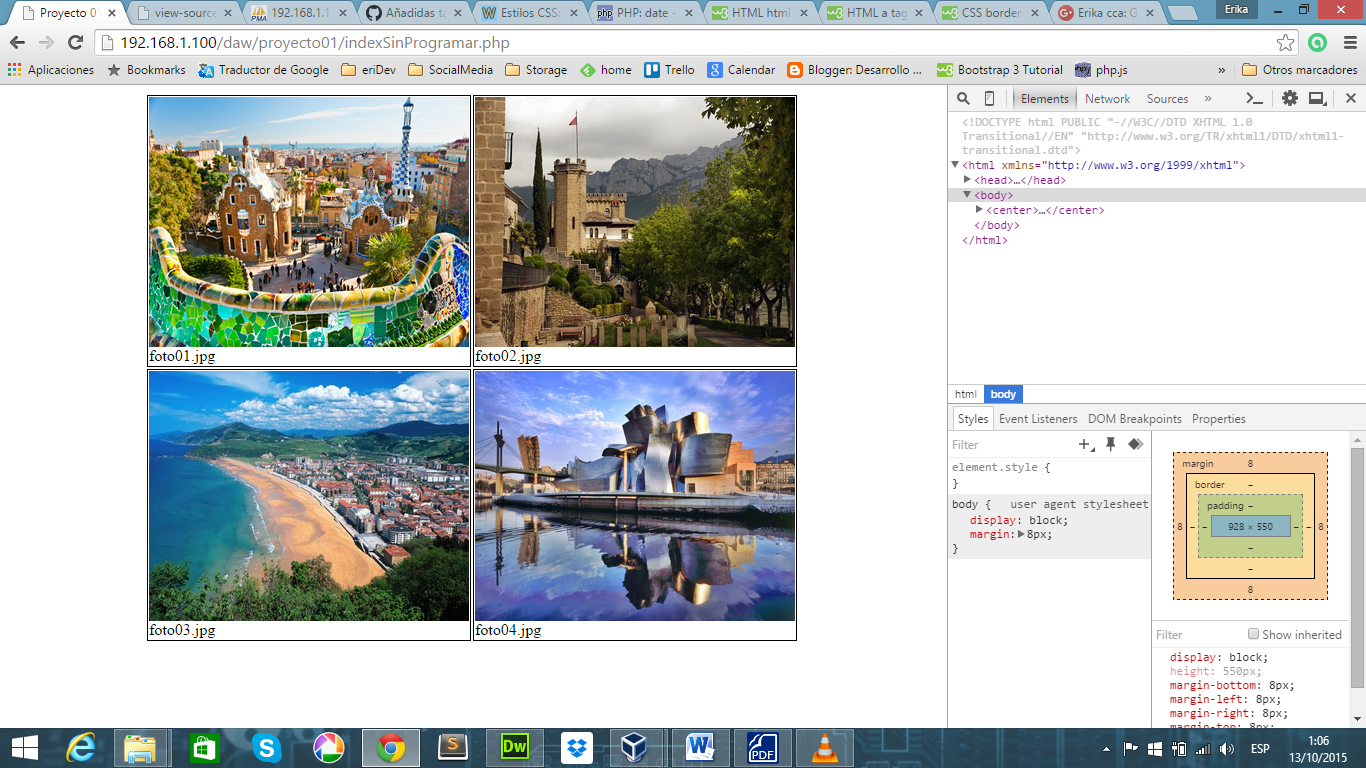 Proyecto 01
view-source
192.168.1.1
Añadidas ta
Estilos CSS:
PHP: date -
HTML html
HTML a tag
CSS border
Erika cca: G
Erika
192.168.1.100/daw/proyecto01/indexSinProgramar.php
Aplicaciones
Bookmarks
Traductor de Google
eriDev
SocialMedia
Storage
home
Trello
Calendar
Blogger: Desarrollo ...
Bootstrap 3 Tutorial
php.js
»
Otros marcadores
foto01.jpg
foto02.jpg
foto03.jpg
foto04.jpg
Elements Network Sources »
<!DOCTYPE html PUBLIC "-//W3C//DTD XHTML 1.0
Transitional//EN" "http://www.w3.org/TR/xhtml1/DTD/xhtml1-
transitional.dtd">
<html xmlns="http://www.w3.org/1999/xhtml">
<head>…</head>
<body>
<center>…</center>
</body>
</html>
html body
Styles Event Listeners DOM Breakpoints Properties
Filter
element.style {
}
body { user agent stylesheet
display: block;
margin: 8px;
}
margin 8
border –
padding –
8 – – 928 × 550 – – 8
–
–
8
Filter Show inherited
display: block;
height: 550px;
margin-bottom: 8px;
margin-left: 8px;
margin-right: 8px;
margin-top: 8px;
Dw
PDF
ESP
1:06
13/10/2015